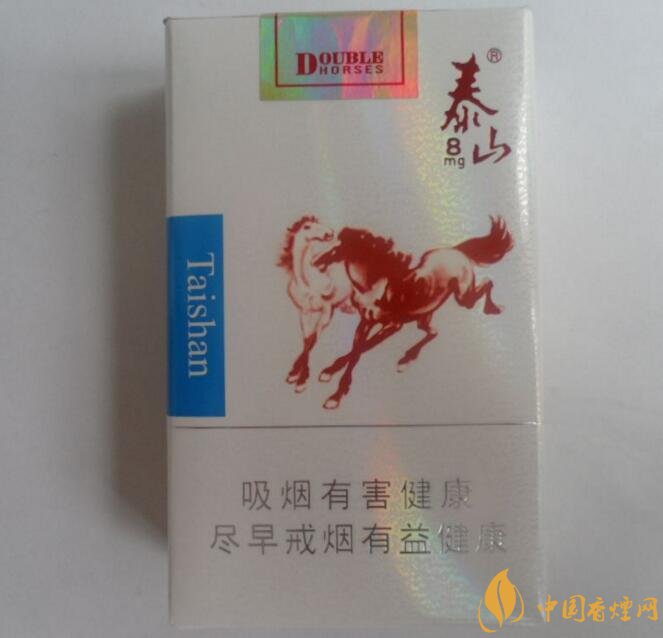 DOUBLE
HORSES
泰山®
8
mg
Taishan
吸烟有害健康
尽早戒烟有益健康
中国香烟网